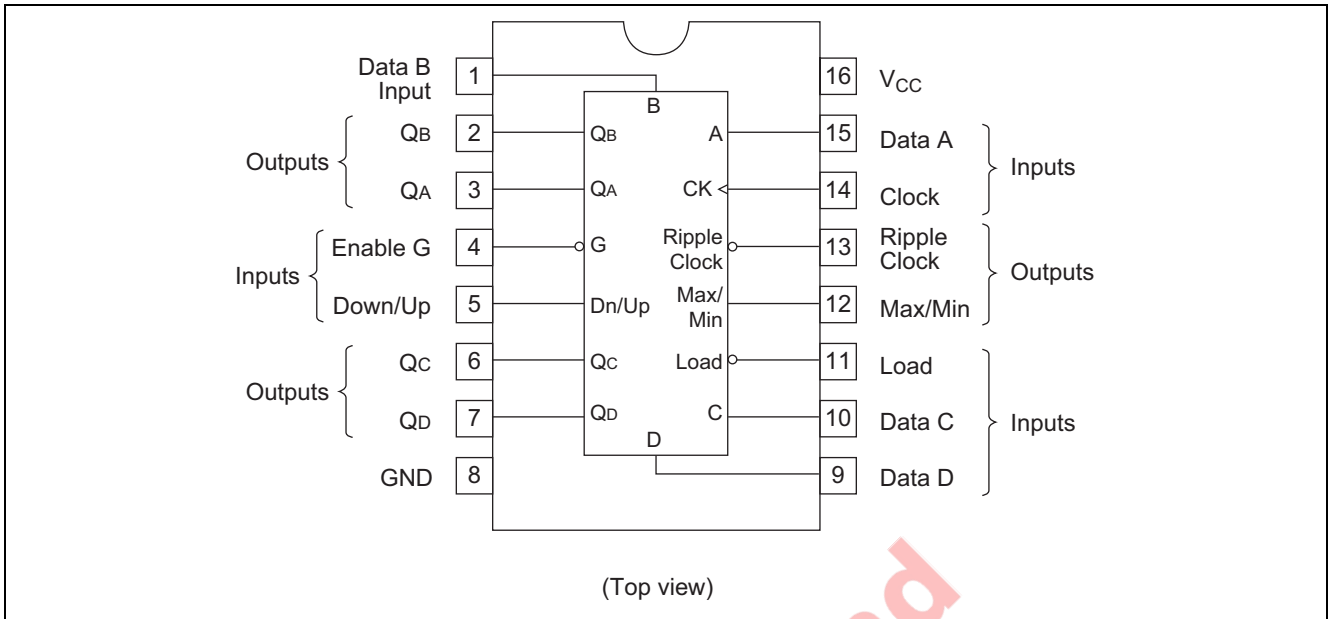 Data B
Input
1
B
16
VCC
Outputs
QB
2
QB
A
15
Data A
Inputs
QA
3
QA
CK
14
Clock
Inputs
Enable G
4
G
Ripple
Clock
13
Ripple
Clock
Outputs
Down/Up
5
Dn/Up
Max/
Min
12
Max/Min
Outputs
QC
6
QC
Load
11
Load
Inputs
QD
7
QD
C
10
Data C
GND
8
D
9
Data D
(Top view)